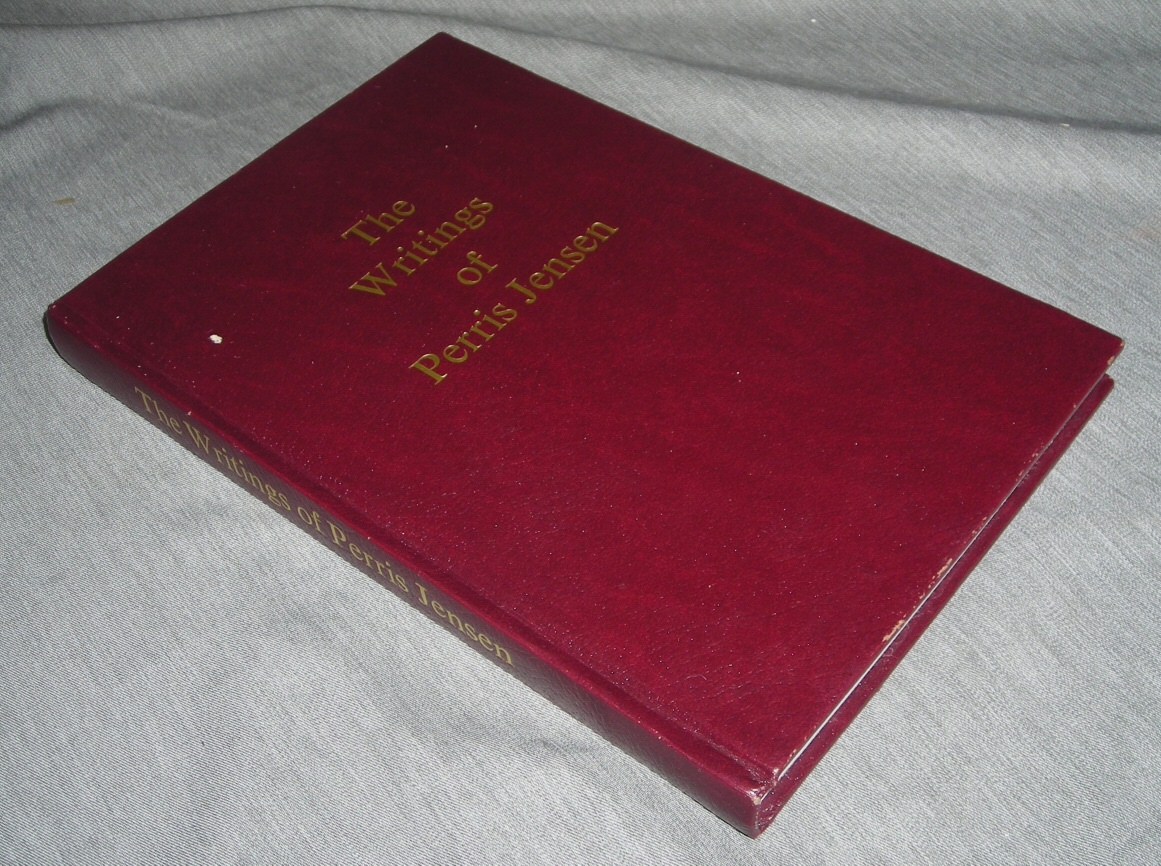 The
Writings
of
Perris Jensen
The Writings of Perris Jensen